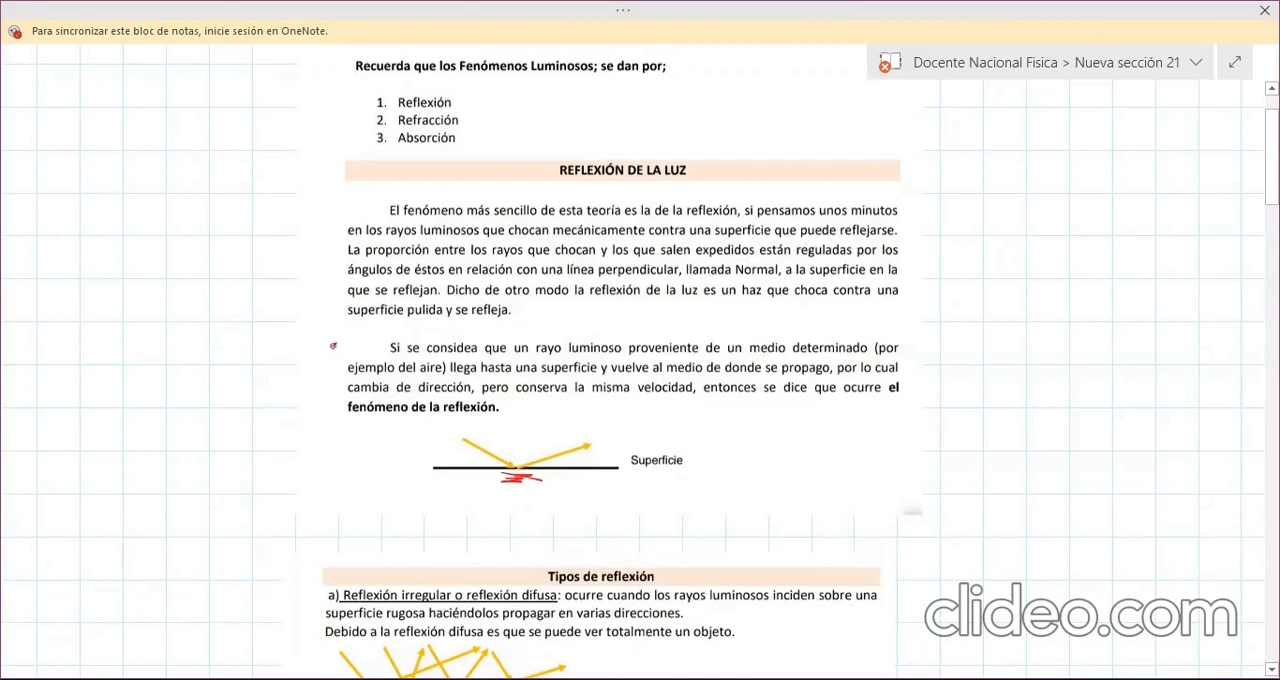 Para sincronizar este bloc de notas, inicie sesión en OneNote.
Docente Nacional Fisica > Nueva sección 21
Recuerda que los Fenómenos Luminosos; se dan por;
1. Reflexión
2. Refracción
3. Absorción
REFLEXIÓN DE LA LUZ
El fenómeno más sencillo de esta teoría es la de la reflexión, si pensamos unos minutos
en los rayos luminosos que chocan mecánicamente contra una superficie que puede reflejarse.
La proporción entre los rayos que chocan y los que salen expedidos están reguladas por los
ángulos de éstos en relación con una línea perpendicular, llamada Normal, a la superficie en la
que se reflejan. Dicho de otro modo la reflexión de la luz es un haz que choca contra una
superficie pulida y se refleja.
Si se considea que un rayo luminoso proveniente de un medio determinado (por
ejemplo del aire) llega hasta una superficie y vuelve al medio de donde se propago, por lo cual
cambia de dirección, pero conserva la misma velocidad, entonces se dice que ocurre el
fenómeno de la reflexión.
Superficie
Tipos de reflexión
a) Reflexión irregular o reflexión difusa: ocurre cuando los rayos luminosos inciden sobre una
superficie rugosa haciéndolos propagar en varias direcciones.
Debido a la reflexión difusa es que se puede ver totalmente un objeto.
clideo.com